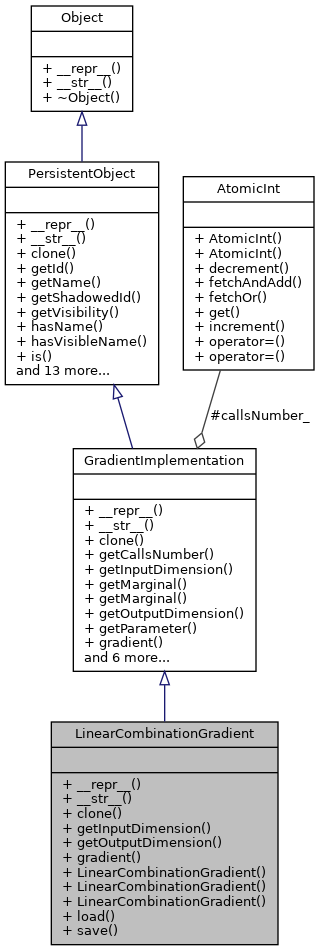 Object
+ __repr__()
+ __str__()
+ ~Object()
PersistentObject
+ __repr__()
+ __str__()
+ clone()
+ getId()
+ getName()
+ getShadowedId()
+ getVisibility()
+ hasName()
+ hasVisibleName()
+ is()
and 13 more...
AtomicInt
+ AtomicInt()
+ AtomicInt()
+ decrement()
+ fetchAndAdd()
+ fetchOr()
+ get()
+ increment()
+ operator=()
+ operator=()
#callsNumber_
GradientImplementation
+ __repr__()
+ __str__()
+ clone()
+ getCallsNumber()
+ getInputDimension()
+ getMarginal()
+ getMarginal()
+ getOutputDimension()
+ getParameter()
+ gradient()
and 6 more...
LinearCombinationGradient
+ __repr__()
+ __str__()
+ clone()
+ getInputDimension()
+ getOutputDimension()
+ gradient()
+ LinearCombinationGradient()
+ LinearCombinationGradient()
+ LinearCombinationGradient()
+ load()
+ save()